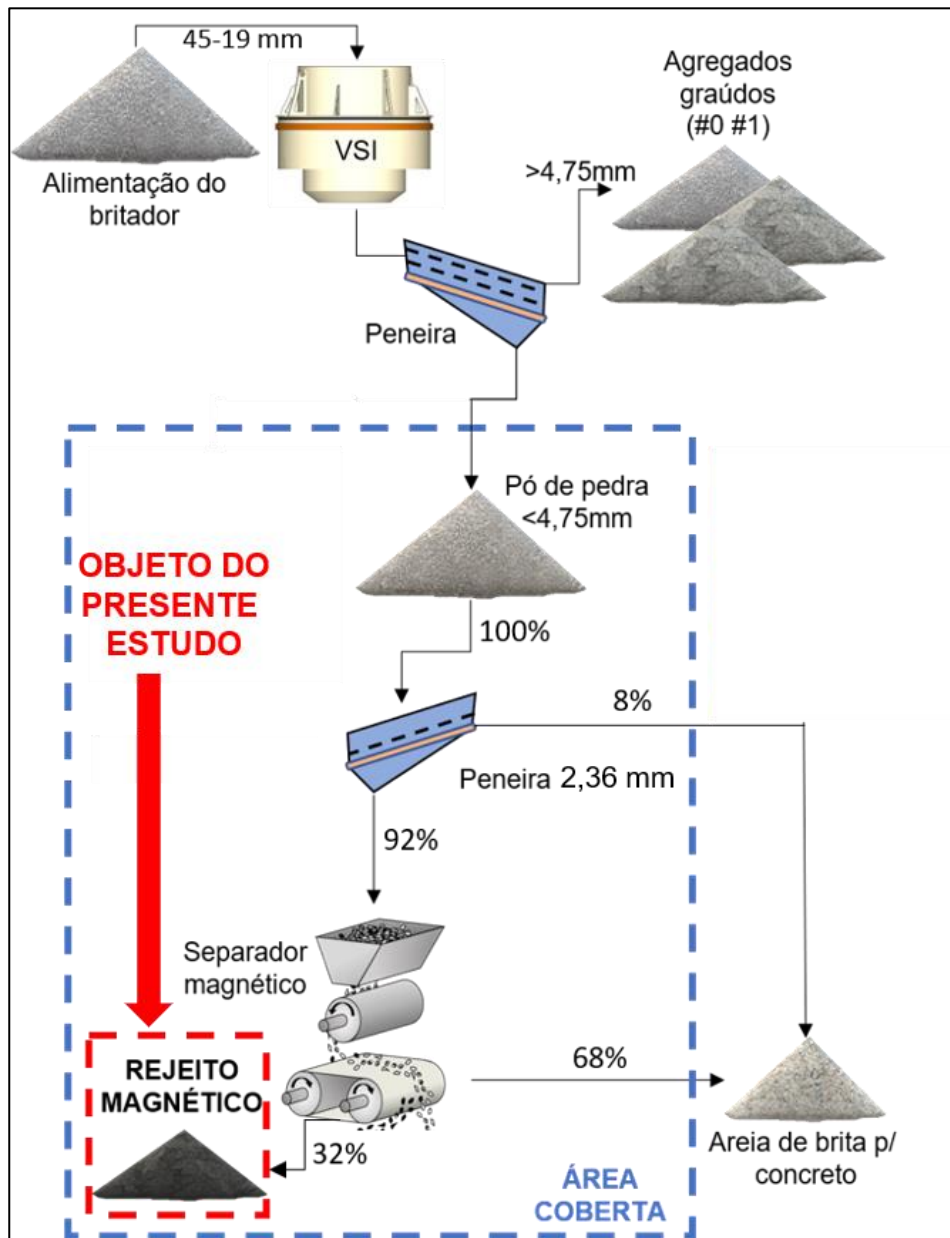 45-19 mm
VSI
Alimentação do
britador
Agregados
graúdos
(#0 #1)
>4,75mm
Peneira
Pó de pedra
<4,75mm
OBJETO DO
PRESENTE
ESTUDO
100%
8%
Peneira 2,36 mm
92%
Separador
magnético
68%
REJEITO
MAGNÉTICO
32%
Areia de brita p/
concreto
ÁREA
COBERTA